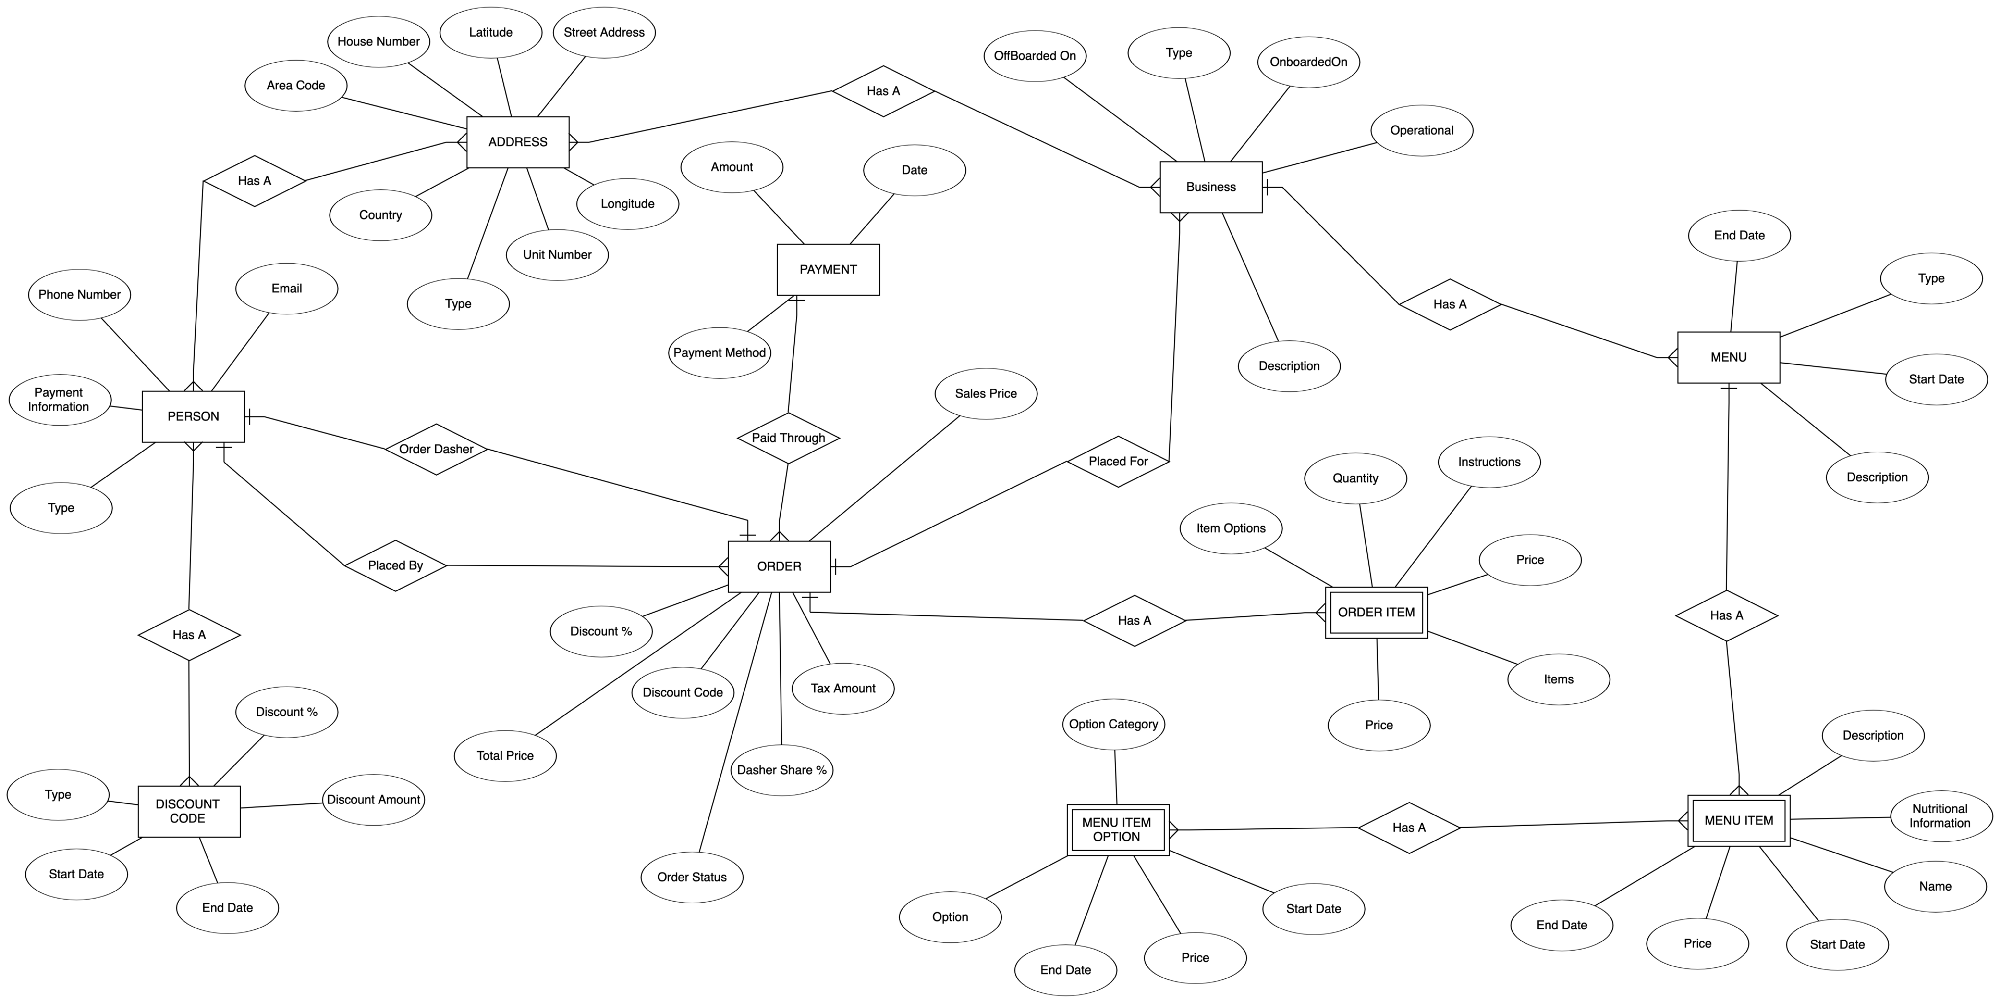 Latitude
Street Address
House Number
OffBoarded On
Type
OnboardedOn
Area Code
Has A
Operational
ADDRESS
Amount
Date
Has A
Business
Country
Longitude
Unit Number
End Date
PAYMENT
Type
Phone Number
Email
Type
Has A
Payment Method
MENU
Description
Start Date
Payment
Information
Sales Price
PERSON
Order Dasher
Paid Through
Placed For
Instructions
Quantity
Description
Type
Item Options
Placed By
ORDER
Price
ORDER ITEM
Has A
Has A
Discount %
Has A
Items
Discount Code
Tax Amount
Discount %
Option Category
Price
Description
Total Price
Dasher Share %
Type
Discount Amount
DISCOUNT
CODE
Nutritional
Information
MENU ITEM
OPTION
Has A
MENU ITEM
Start Date
Order Status
Name
End Date
Option
Start Date
End Date
Price
Start Date
End Date
Price